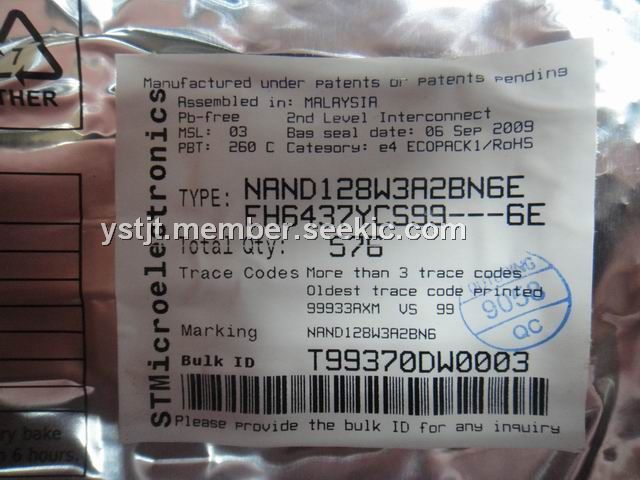 THER
Manufactured under patents or patents pending
Assembled in: MALAYSIA
Pb-free 2nd Level Interconnect
MSL: 03 Bag seal date: 06 Sep 2009
PBT: 260 C Category: e4 ECOPACK1/RoHS
STMicroelectronics
TYPE: NAND128W3A2BN6E
FH6437YCS99---6E
ystjt.member.seekic.com
Total Qty: 576
Trace Codes More than 3 trace codes
Oldest trace code printed
99933AXM VS 99
9058
QC
Marking NAND128W3A2BN6
Bulk ID T99370DW0003
Please provide the bulk ID for any inquiry
ry bake
6 hours.